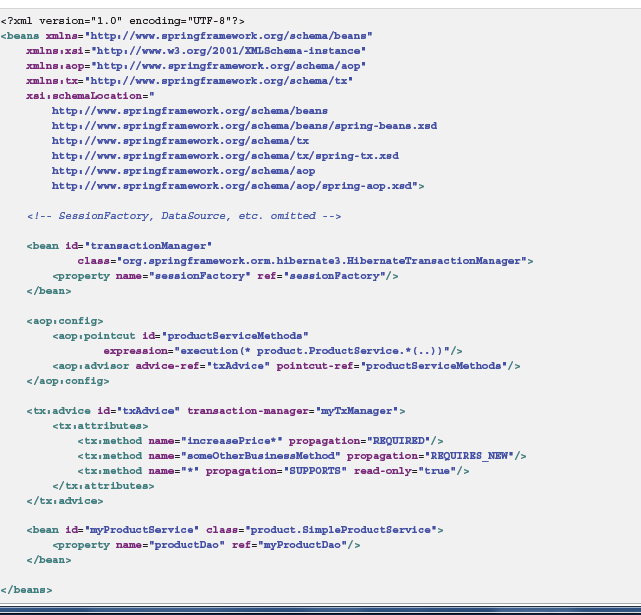 <?xml version="1.0" encoding="UTF-8"?>
<beans xmlns="http://www.springframework.org/schema/beans"
xmlns:xsi="http://www.w3.org/2001/XMLSchema-instance"
xmlns:aop="http://www.springframework.org/schema/aop"
xmlns:tx="http://www.springframework.org/schema/tx"
xsi:schemaLocation="
http://www.springframework.org/schema/beans
http://www.springframework.org/schema/beans/spring-beans.xsd
http://www.springframework.org/schema/tx
http://www.springframework.org/schema/tx/spring-tx.xsd
http://www.springframework.org/schema/aop
http://www.springframework.org/schema/aop/spring-aop.xsd">
<!-- SessionFactory, DataSource, etc. omitted -->
<bean id="transactionManager"
class="org.springframework.orm.hibernate3.HibernateTransactionManager">
<property name="sessionFactory" ref="sessionFactory"/>
</bean>
<aop:config>
<aop:pointcut id="productServiceMethods"
expression="execution(* product.ProductService.*(..))"/>
<aop:advisor advice-ref="txAdvice" pointcut-ref="productServiceMethods"/>
</aop:config>
<tx:advice id="txAdvice" transaction-manager="myTxManager">
<tx:attributes>
<tx:method name="increasePrice*" propagation="REQUIRED"/>
<tx:method name="someOtherBusinessMethod" propagation="REQUIRES_NEW"/>
<tx:method name="*" propagation="SUPPORTS" read-only="true"/>
</tx:attributes>
</tx:advice>
<bean id="myProductService" class="product.SimpleProductService">
<property name="productDao" ref="myProductDao"/>
</bean>
</beans>